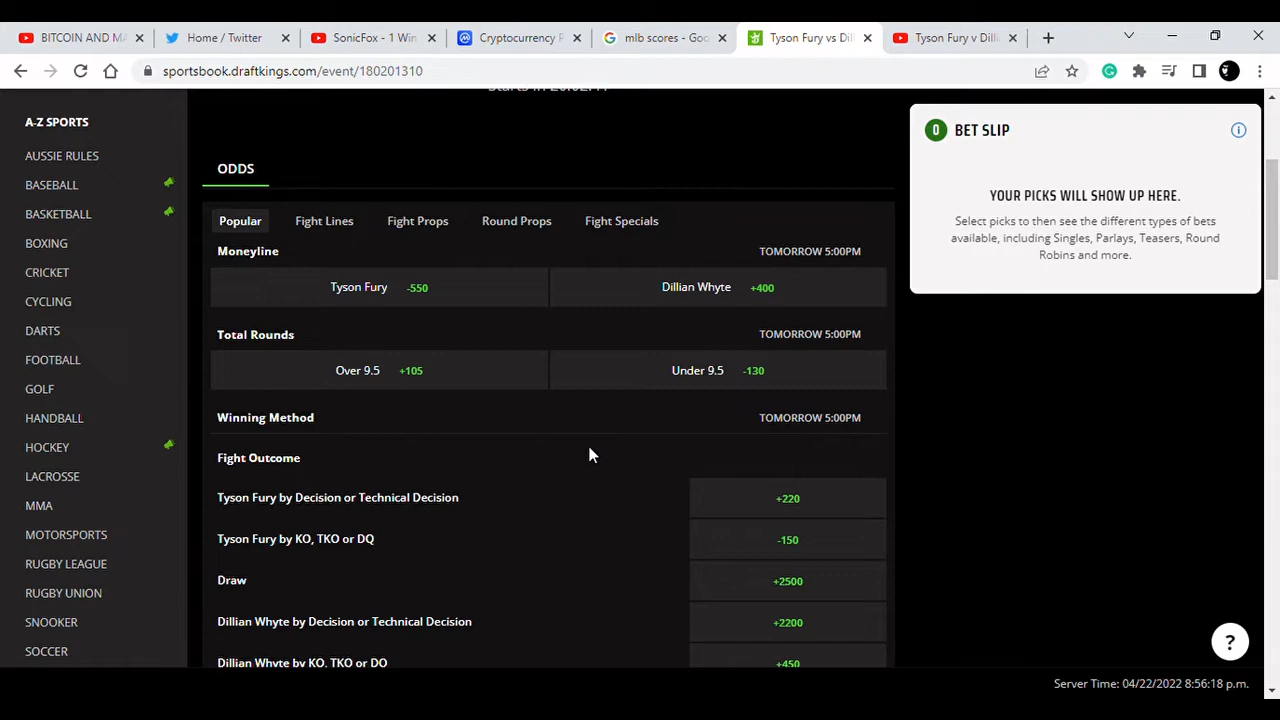 BITCOIN AND MA
Home / Twitter
SonicFox - 1 Win
Cryptocurrency P
mlb scores - Goo
Tyson Fury vs Dil
Tyson Fury v Dilli
sportsbook.draftkings.com/event/180201310
A-Z SPORTS
AUSSIE RULES
BASEBALL
BASKETBALL
BOXING
CRICKET
CYCLING
DARTS
FOOTBALL
GOLF
HANDBALL
HOCKEY
LACROSSE
MMA
MOTORSPORTS
RUGBY LEAGUE
RUGBY UNION
SNOOKER
SOCCER
ODDS
Popular Fight Lines Fight Props Round Props Fight Specials
Moneyline TOMORROW 5:00PM
Tyson Fury -550 Dillian Whyte +400
Total Rounds TOMORROW 5:00PM
Over 9.5 +105 Under 9.5 -130
Winning Method TOMORROW 5:00PM
Fight Outcome
Tyson Fury by Decision or Technical Decision +220
Tyson Fury by KO, TKO or DQ -150
Draw +2500
Dillian Whyte by Decision or Technical Decision +2200
Dillian Whyte by KO, TKO or DQ +450
0 BET SLIP
YOUR PICKS WILL SHOW UP HERE.
Select picks to then see the different types of bets
available, including Singles, Parlays, Teasers, Round
Robins and more.
?
Server Time: 04/22/2022 8:56:18 p.m.